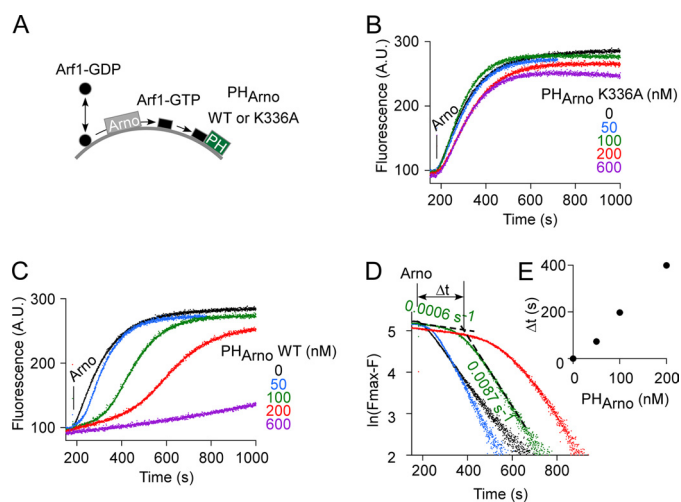 A
Arf1-GDP
Arno
Arf1-GTP
PHArno
WT or K336A
PH
B
Fluorescence (A.U.)
300
200
100
Arno
PHArno K336A (nM)
0
50
100
200
600
200 400 600 800 1000
Time (s)
C
Fluorescence (A.U.)
300
200
100
Arno
PHArno WT (nM)
0
50
100
200
600
200 400 600 800 1000
Time (s)
D
Arno
Δt
0.0006 s-1
0.0087 s-1
ln(Fmax-F)
5
4
3
2
200 400 600 800
Time (s)
E
Δt (s)
400
200
0
0 100 200
PHArno (nM)